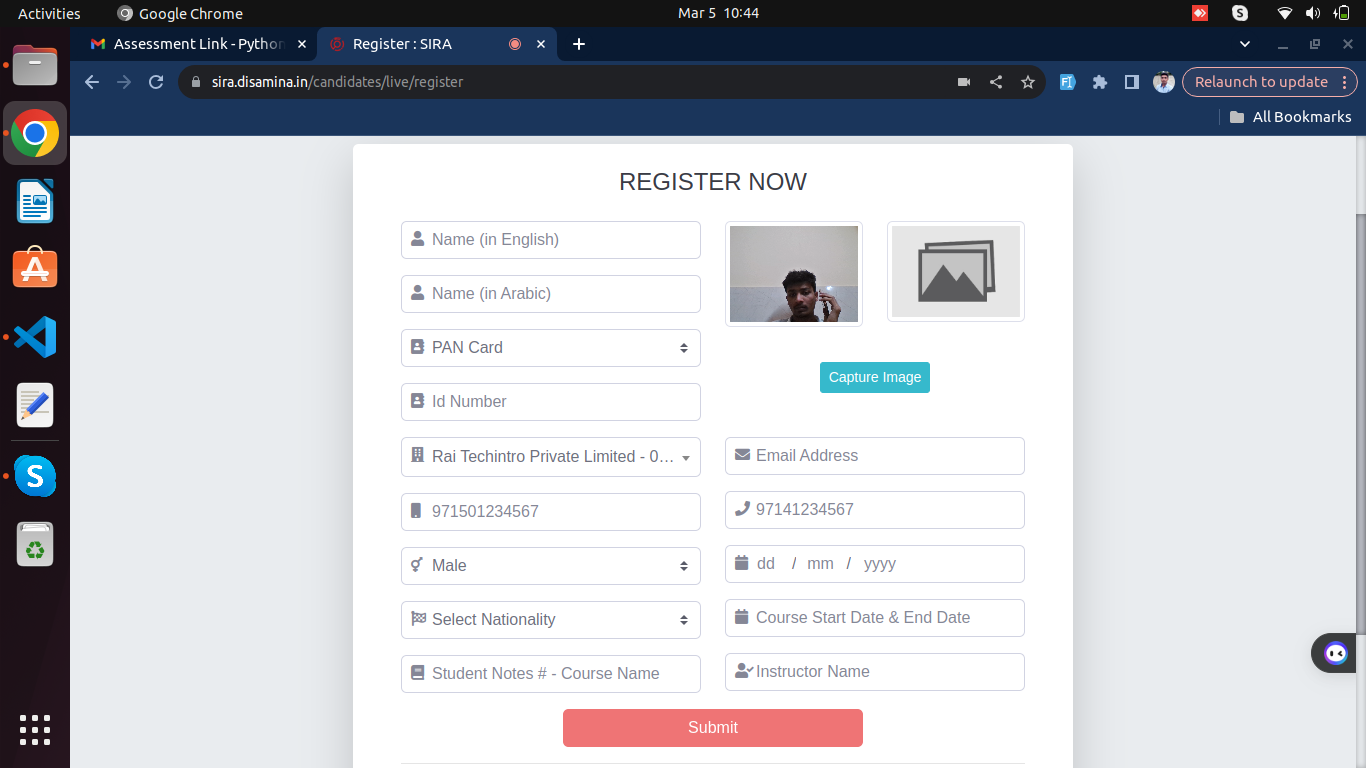 Activities
Google Chrome
Mar 5 10:44
Assessment Link - Python
Register : SIRA
sira.disamina.in/candidates/live/register
Relaunch to update
All Bookmarks
REGISTER NOW
Name (in English)
Name (in Arabic)
PAN Card
Capture Image
Id Number
Rai Techintro Private Limited - 0...
Email Address
971501234567
97141234567
Male
dd / mm / yyyy
Select Nationality
Course Start Date & End Date
Student Notes # - Course Name
Instructor Name
Submit